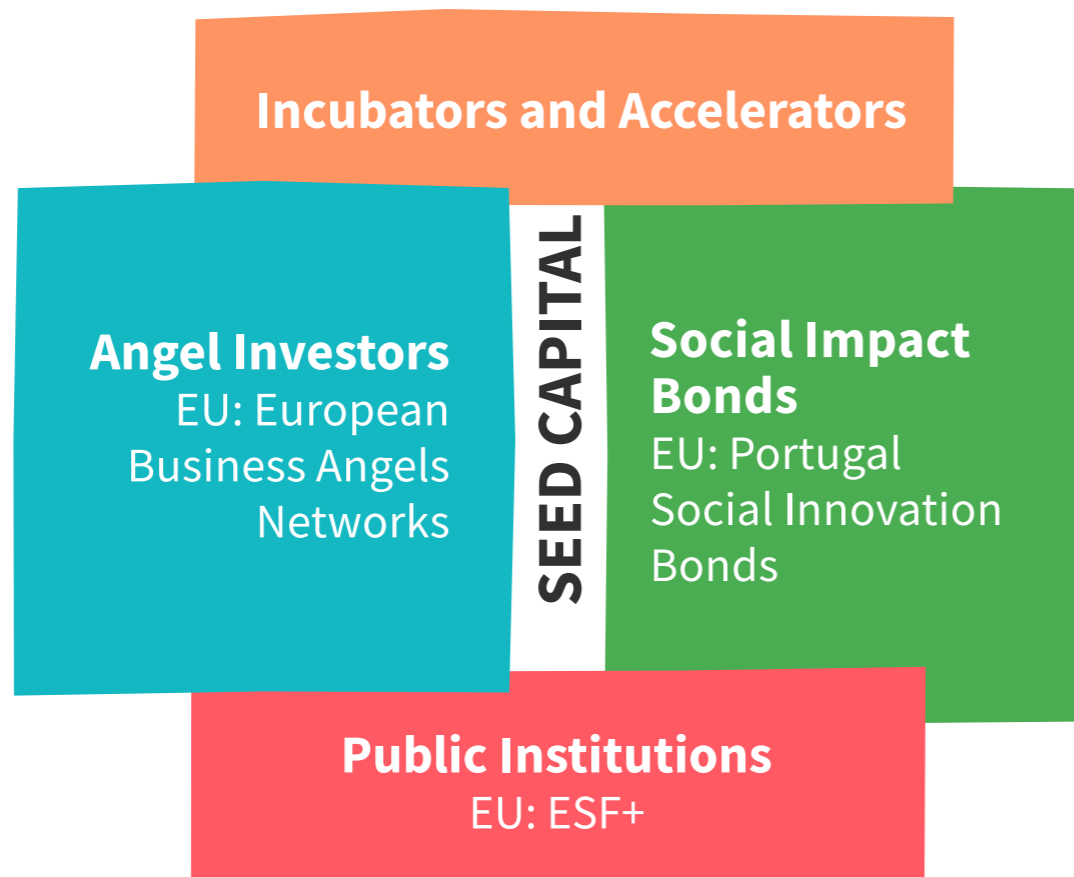 Incubators and Accelerators
Angel Investors
EU: European
Business Angels
Networks
SEED CAPITAL
Social Impact
Bonds
EU: Portugal
Social Innovation
Bonds
Public Institutions
EU: ESF+